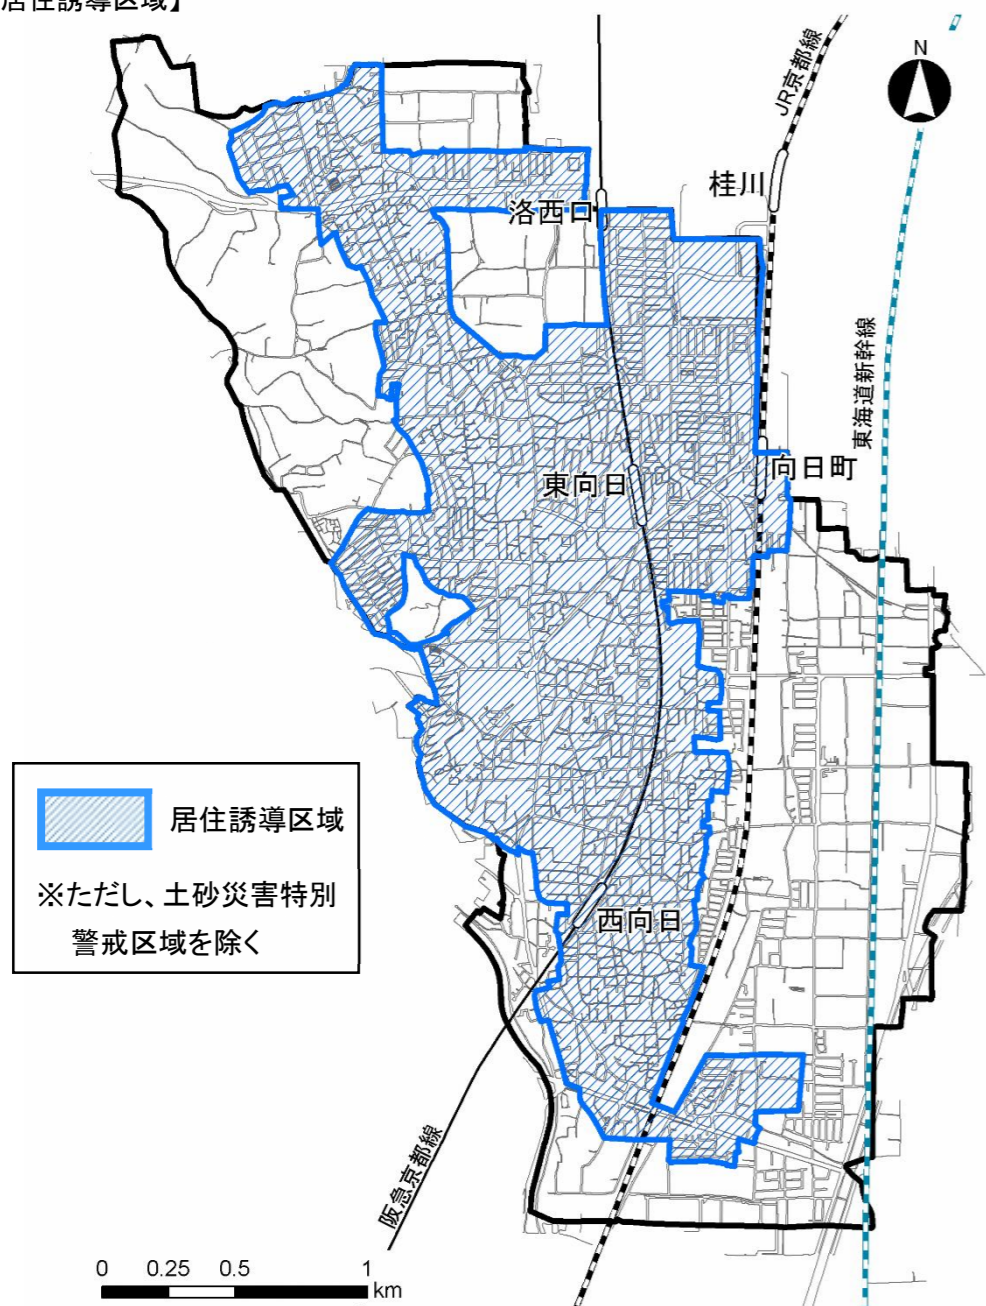 居住誘導区域】
N
JR京都線
桂川
洛西口
東海道新幹線
向日町
東向日
居住誘導区域
※ただし、土砂災害特別
警戒区域を除く
西向日
阪急京都線
0 0.25 0.5 1
km